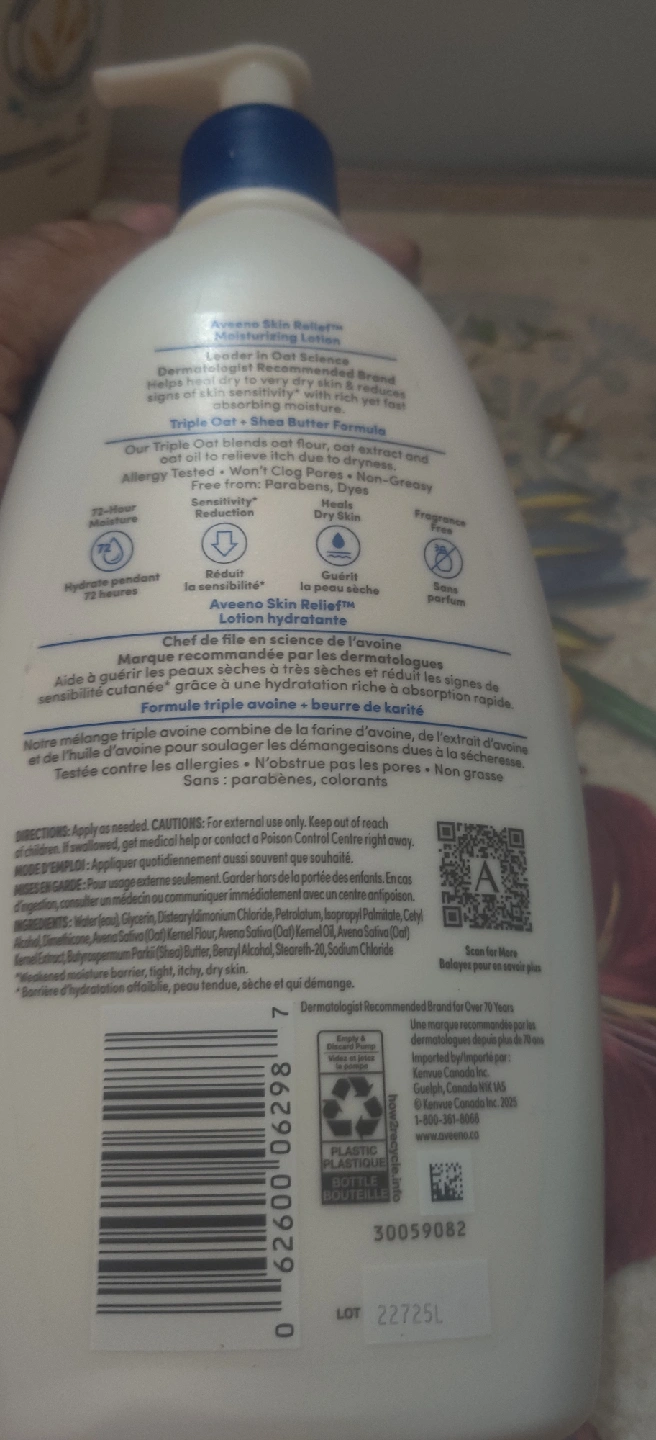 Aveeno Skin Relief™
Moisturizing Lotion
Leader in Oat Science
Dermatologist Recommended Brand
Helps heal dry to very dry skin & reduces
signs of skin sensitivity* with rich yet fast
absorbing moisture.
Triple Oat + Shea Butter Formula
Our Triple Oat blends oat flour, oat extract and
oat oil to relieve itch due to dryness.
Allergy Tested • Won't Clog Pores • Non-Greasy
Free from: Parabens, Dyes
72-Hour
Moisture
72
Hydrate pendant
72 heures
Sensitivity*
Reduction
Réduit
la sensibilité*
Heals
Dry Skin
Guérit
la peau sèche
Fragrance
Free
Sans
parfum
Aveeno Skin Relief™
Lotion hydratante
Chef de file en science de l'avoine
Marque recommandée par les dermatologues
Aide à guérir les peaux sèches à très sèches et réduit les signes de
sensibilité cutanée* grâce à une hydratation riche à absorption rapide.
Formule triple avoine + beurre de karité
Notre mélange triple avoine combine de la farine d'avoine, de l'extrait d'avoine
et de l'huile d'avoine pour soulager les démangeaisons dues à la sécheresse.
Testée contre les allergies • N'obstrue pas les pores • Non grasse
Sans : parabènes, colorants
DIRECTIONS: Apply as needed. CAUTIONS: For external use only. Keep out of reach
of children. If swallowed, get medical help or contact a Poison Control Centre right away.
MODE D'EMPLOI : Appliquer quotidiennement aussi souvent que souhaité.
MISES EN GARDE : Pour usage externe seulement. Garder hors de la portée des enfants. En cas
d'ingestion, consulter un médecin ou communiquer immédiatement avec un centre antipoison.
INGREDIENTS : Water (eau), Glycerin, Distearyldimonium Chloride, Petrolatum, Isopropyl Palmitate, Cetyl
Alcohol, Dimethicone, Avena Sativa (Oat) Kernel Flour, Avena Sativa (Oat) Kernel Oil, Avena Sativa (Oat)
Kernel Extract, Butyrospermum Parkii (Shea) Butter, Benzyl Alcohol, Steareth-20, Sodium Chloride
*Weakened moisture barrier, tight, itchy, dry skin.
*Barrière d'hydratation affaiblie, peau tendue, sèche et qui démange.
A
Scan for More
Balayez pour en savoir plus
Dermatologist Recommended Brand for Over 70 Years
Une marque recommandée par les
dermatologues depuis plus de 70 ans
Imported by/Importé par :
Kenvue Canada Inc.
Guelph, Canada N1K 1A5
© Kenvue Canada Inc. 2025
1-800-361-8068
www.aveeno.ca
Empty &
Discard Pump
Videz et jetez
la pompe
PLASTIC
PLASTIQUE
BOTTLE
BOUTEILLE
how2recycle.info
0 62600 06298 7
30059082
LOT 22725L